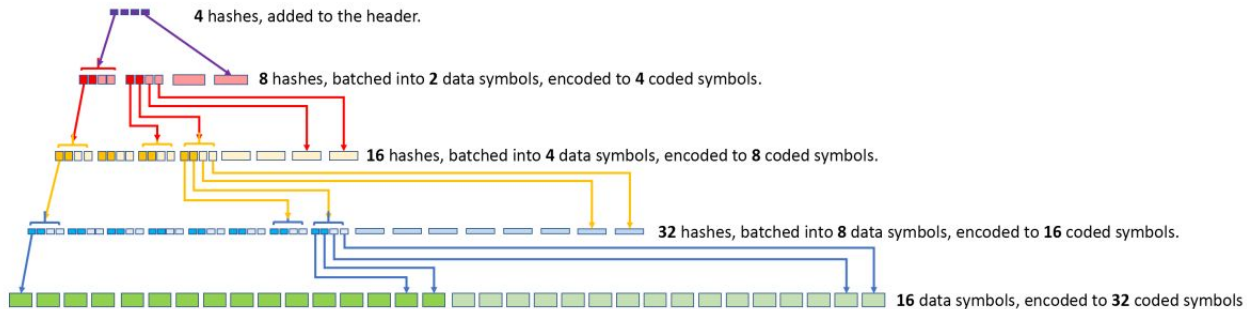 4 hashes, added to the header.
8 hashes, batched into 2 data symbols, encoded to 4 coded symbols.
16 hashes, batched into 4 data symbols, encoded to 8 coded symbols.
32 hashes, batched into 8 data symbols, encoded to 16 coded symbols.
16 data symbols, encoded to 32 coded symbols